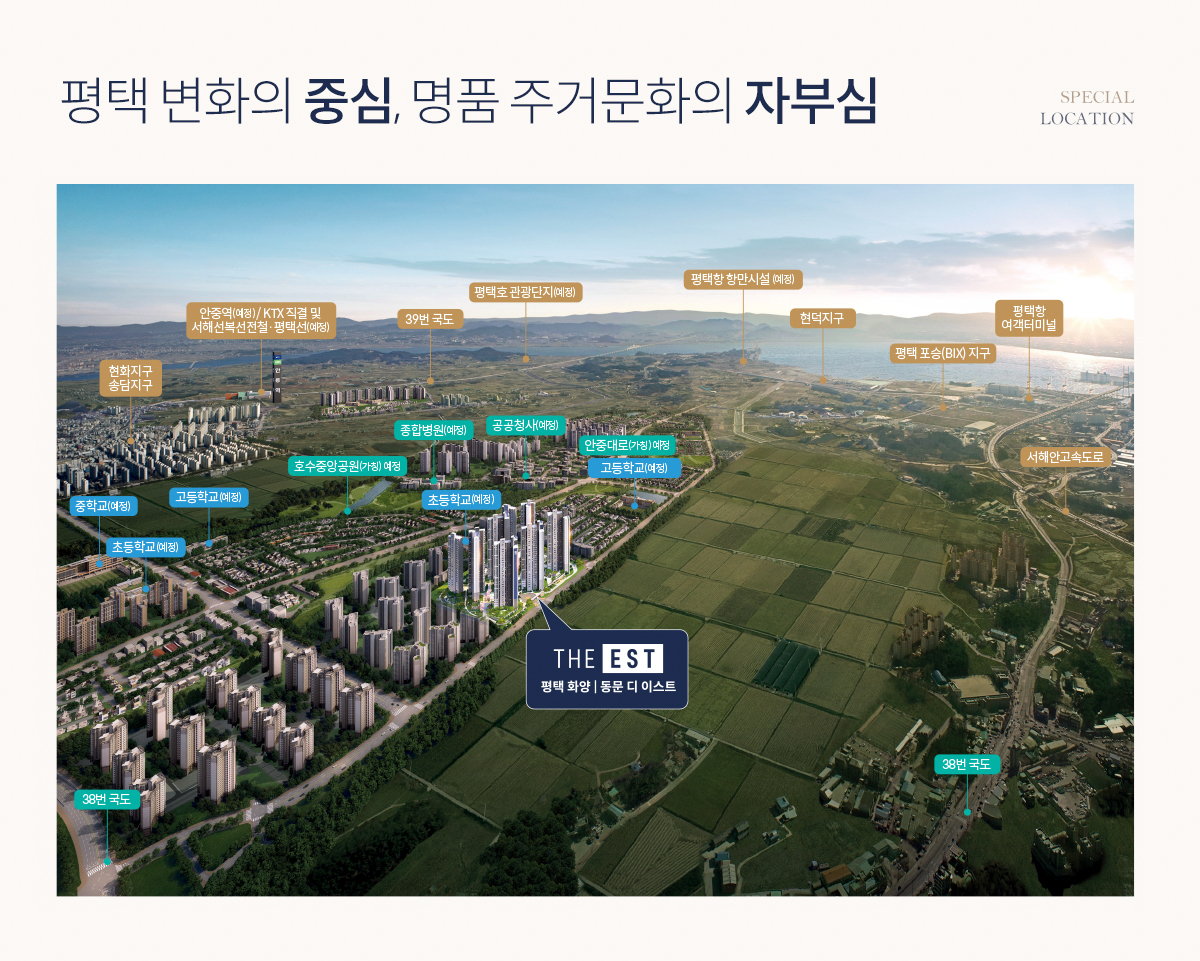 평택 변화의 중심, 명품 주거문화의 자부심
SPECIAL
LOCATION
평택항 항만시설 (예정)
평택호 관광단지(예정)
안중역(예정)/ KTX 직결 및
서해선복선전철·평택선(예정)
39번 국도
현덕지구
평택항
여객터미널
평택 포승(BIX) 지구
현화지구
송담지구
안중역
종합병원(예정)
공공청사(예정)
안중대로(가칭) 예정
호수중앙공원(가칭) 예정
고등학교(예정)
서해안고속도로
중학교(예정)
고등학교(예정)
초등학교(예정)
초등학교(예정)
THE EST
평택 화양 | 동문 디 이스트
38번 국도
38번 국도